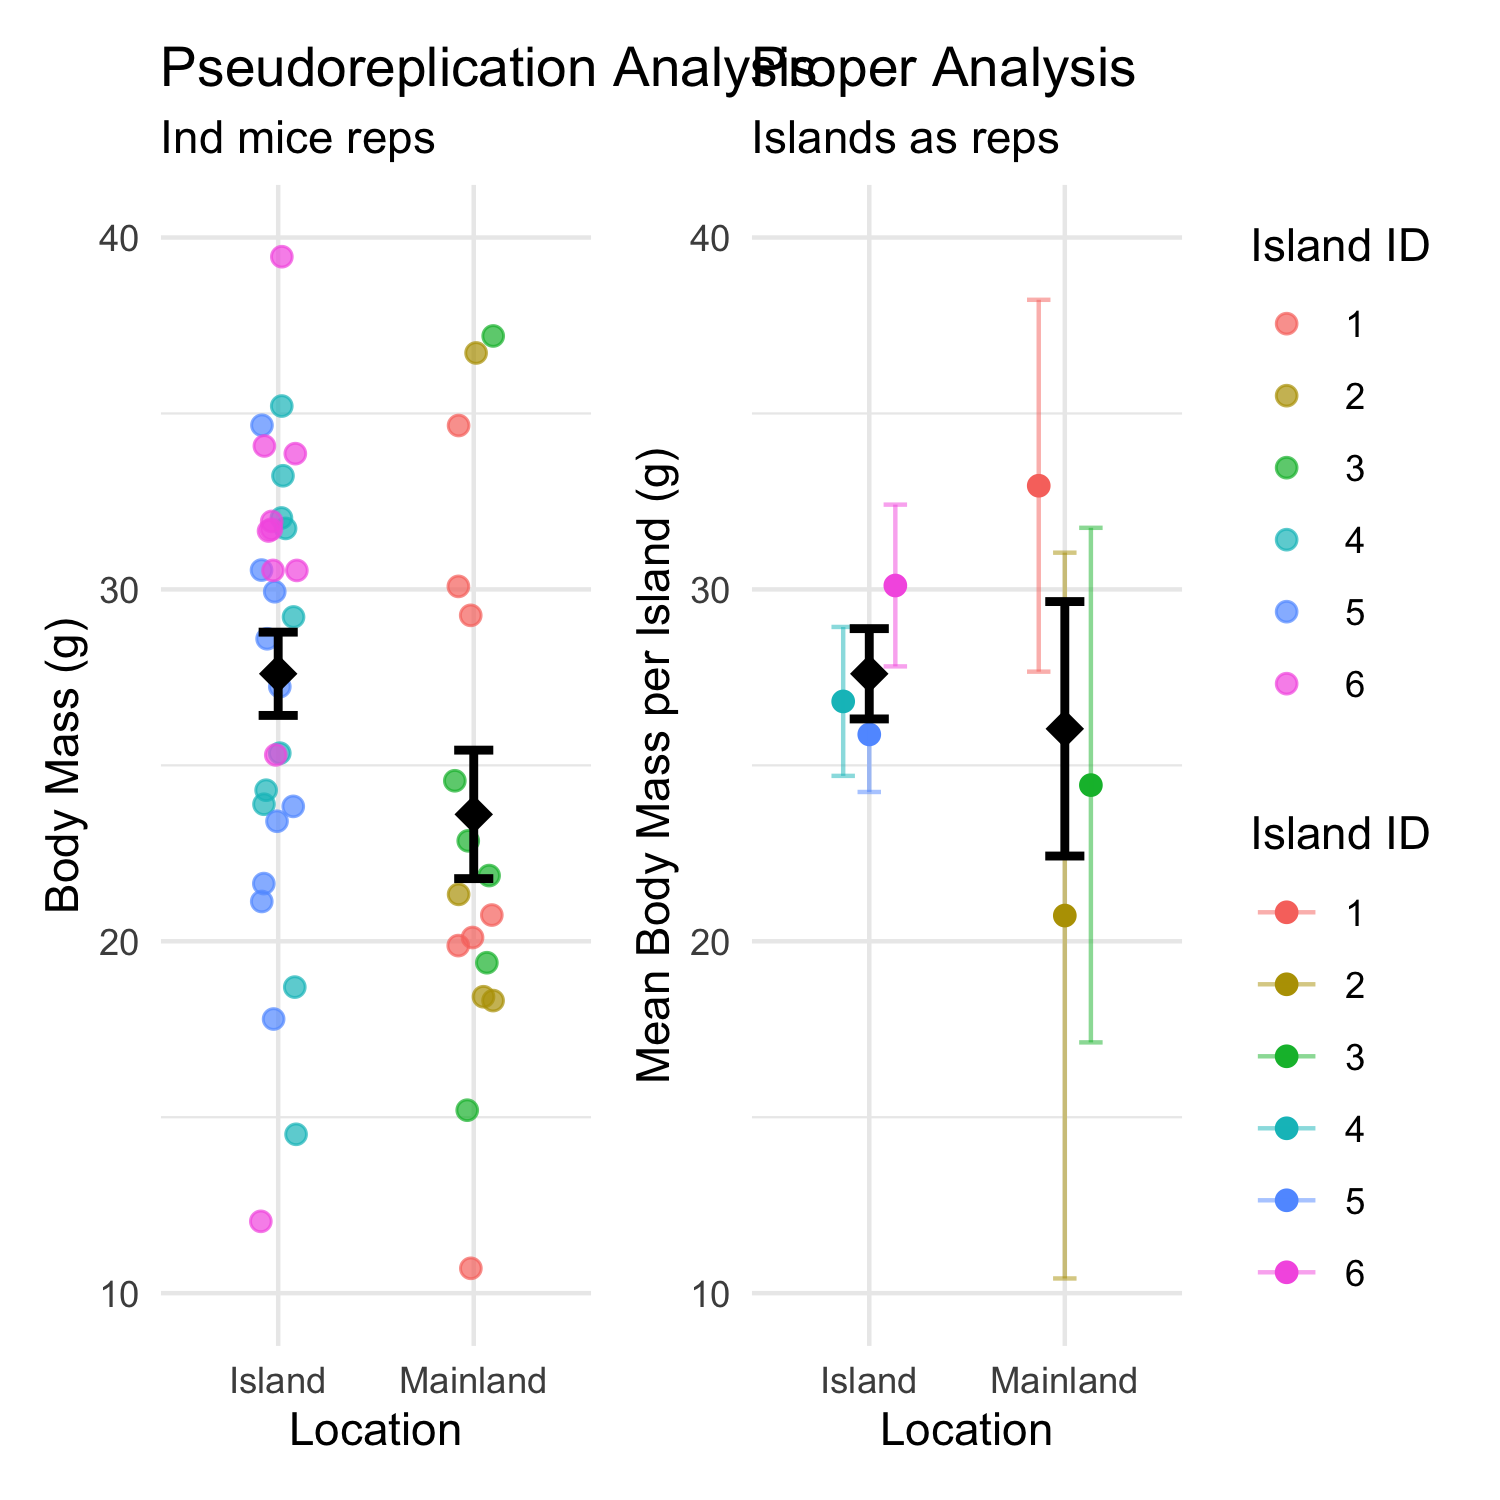 Pseudoreplication Analysis
Ind mice reps
Proper Analysis
Islands as reps
Body Mass (g)
40
30
20
10
Island
Mainland
Location
Mean Body Mass per Island (g)
40
30
20
10
Island
Mainland
Location
Island ID
1
2
3
4
5
6
Island ID
1
2
3
4
5
6